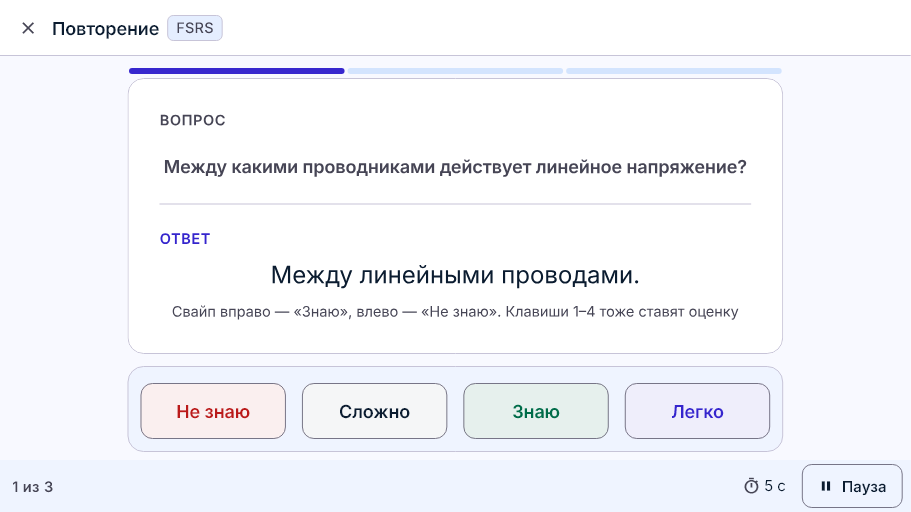 Повторение FSRS
ВОПРОС
Между какими проводниками действует линейное напряжение?
ОТВЕТ
Между линейными проводами.
Свайп вправо — «Знаю», влево — «Не знаю». Клавиши 1–4 тоже ставят оценку
Не знаю Сложно Знаю Легко
1 из 3 5 с Пауза